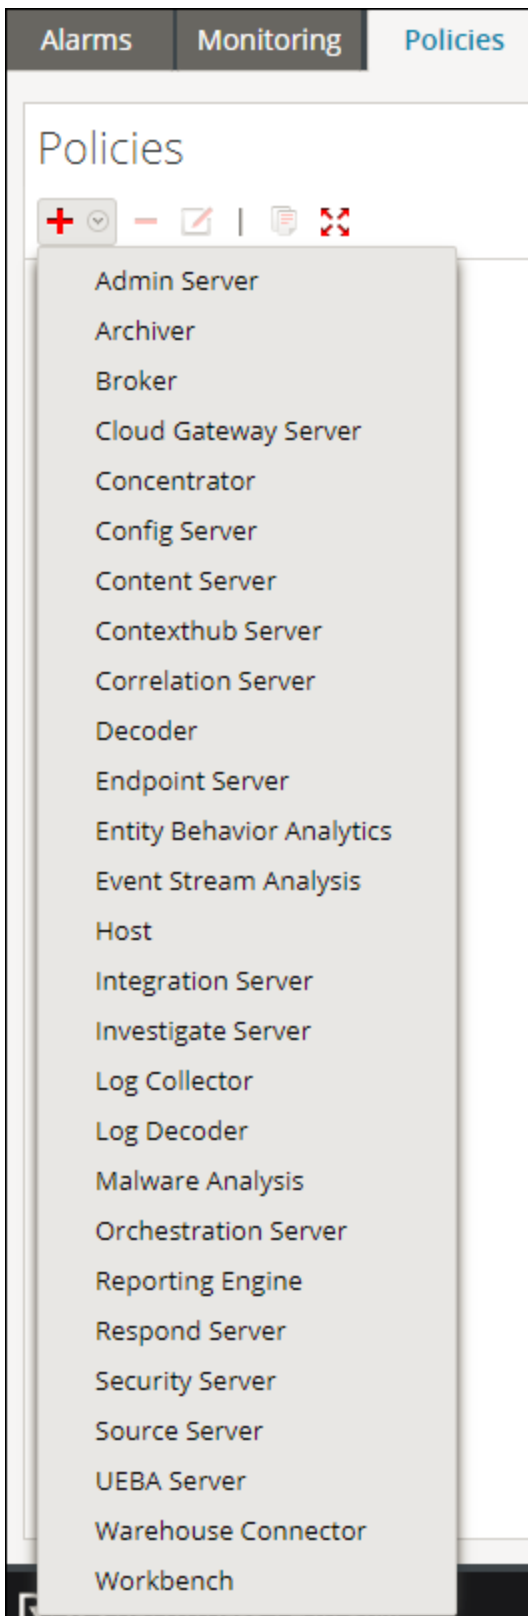 Alarms Monitoring Policies
Policies
Admin Server
Archiver
Broker
Cloud Gateway Server
Concentrator
Config Server
Content Server
Contexthub Server
Correlation Server
Decoder
Endpoint Server
Entity Behavior Analytics
Event Stream Analysis
Host
Integration Server
Investigate Server
Log Collector
Log Decoder
Malware Analysis
Orchestration Server
Reporting Engine
Respond Server
Security Server
Source Server
UEBA Server
Warehouse Connector
Workbench